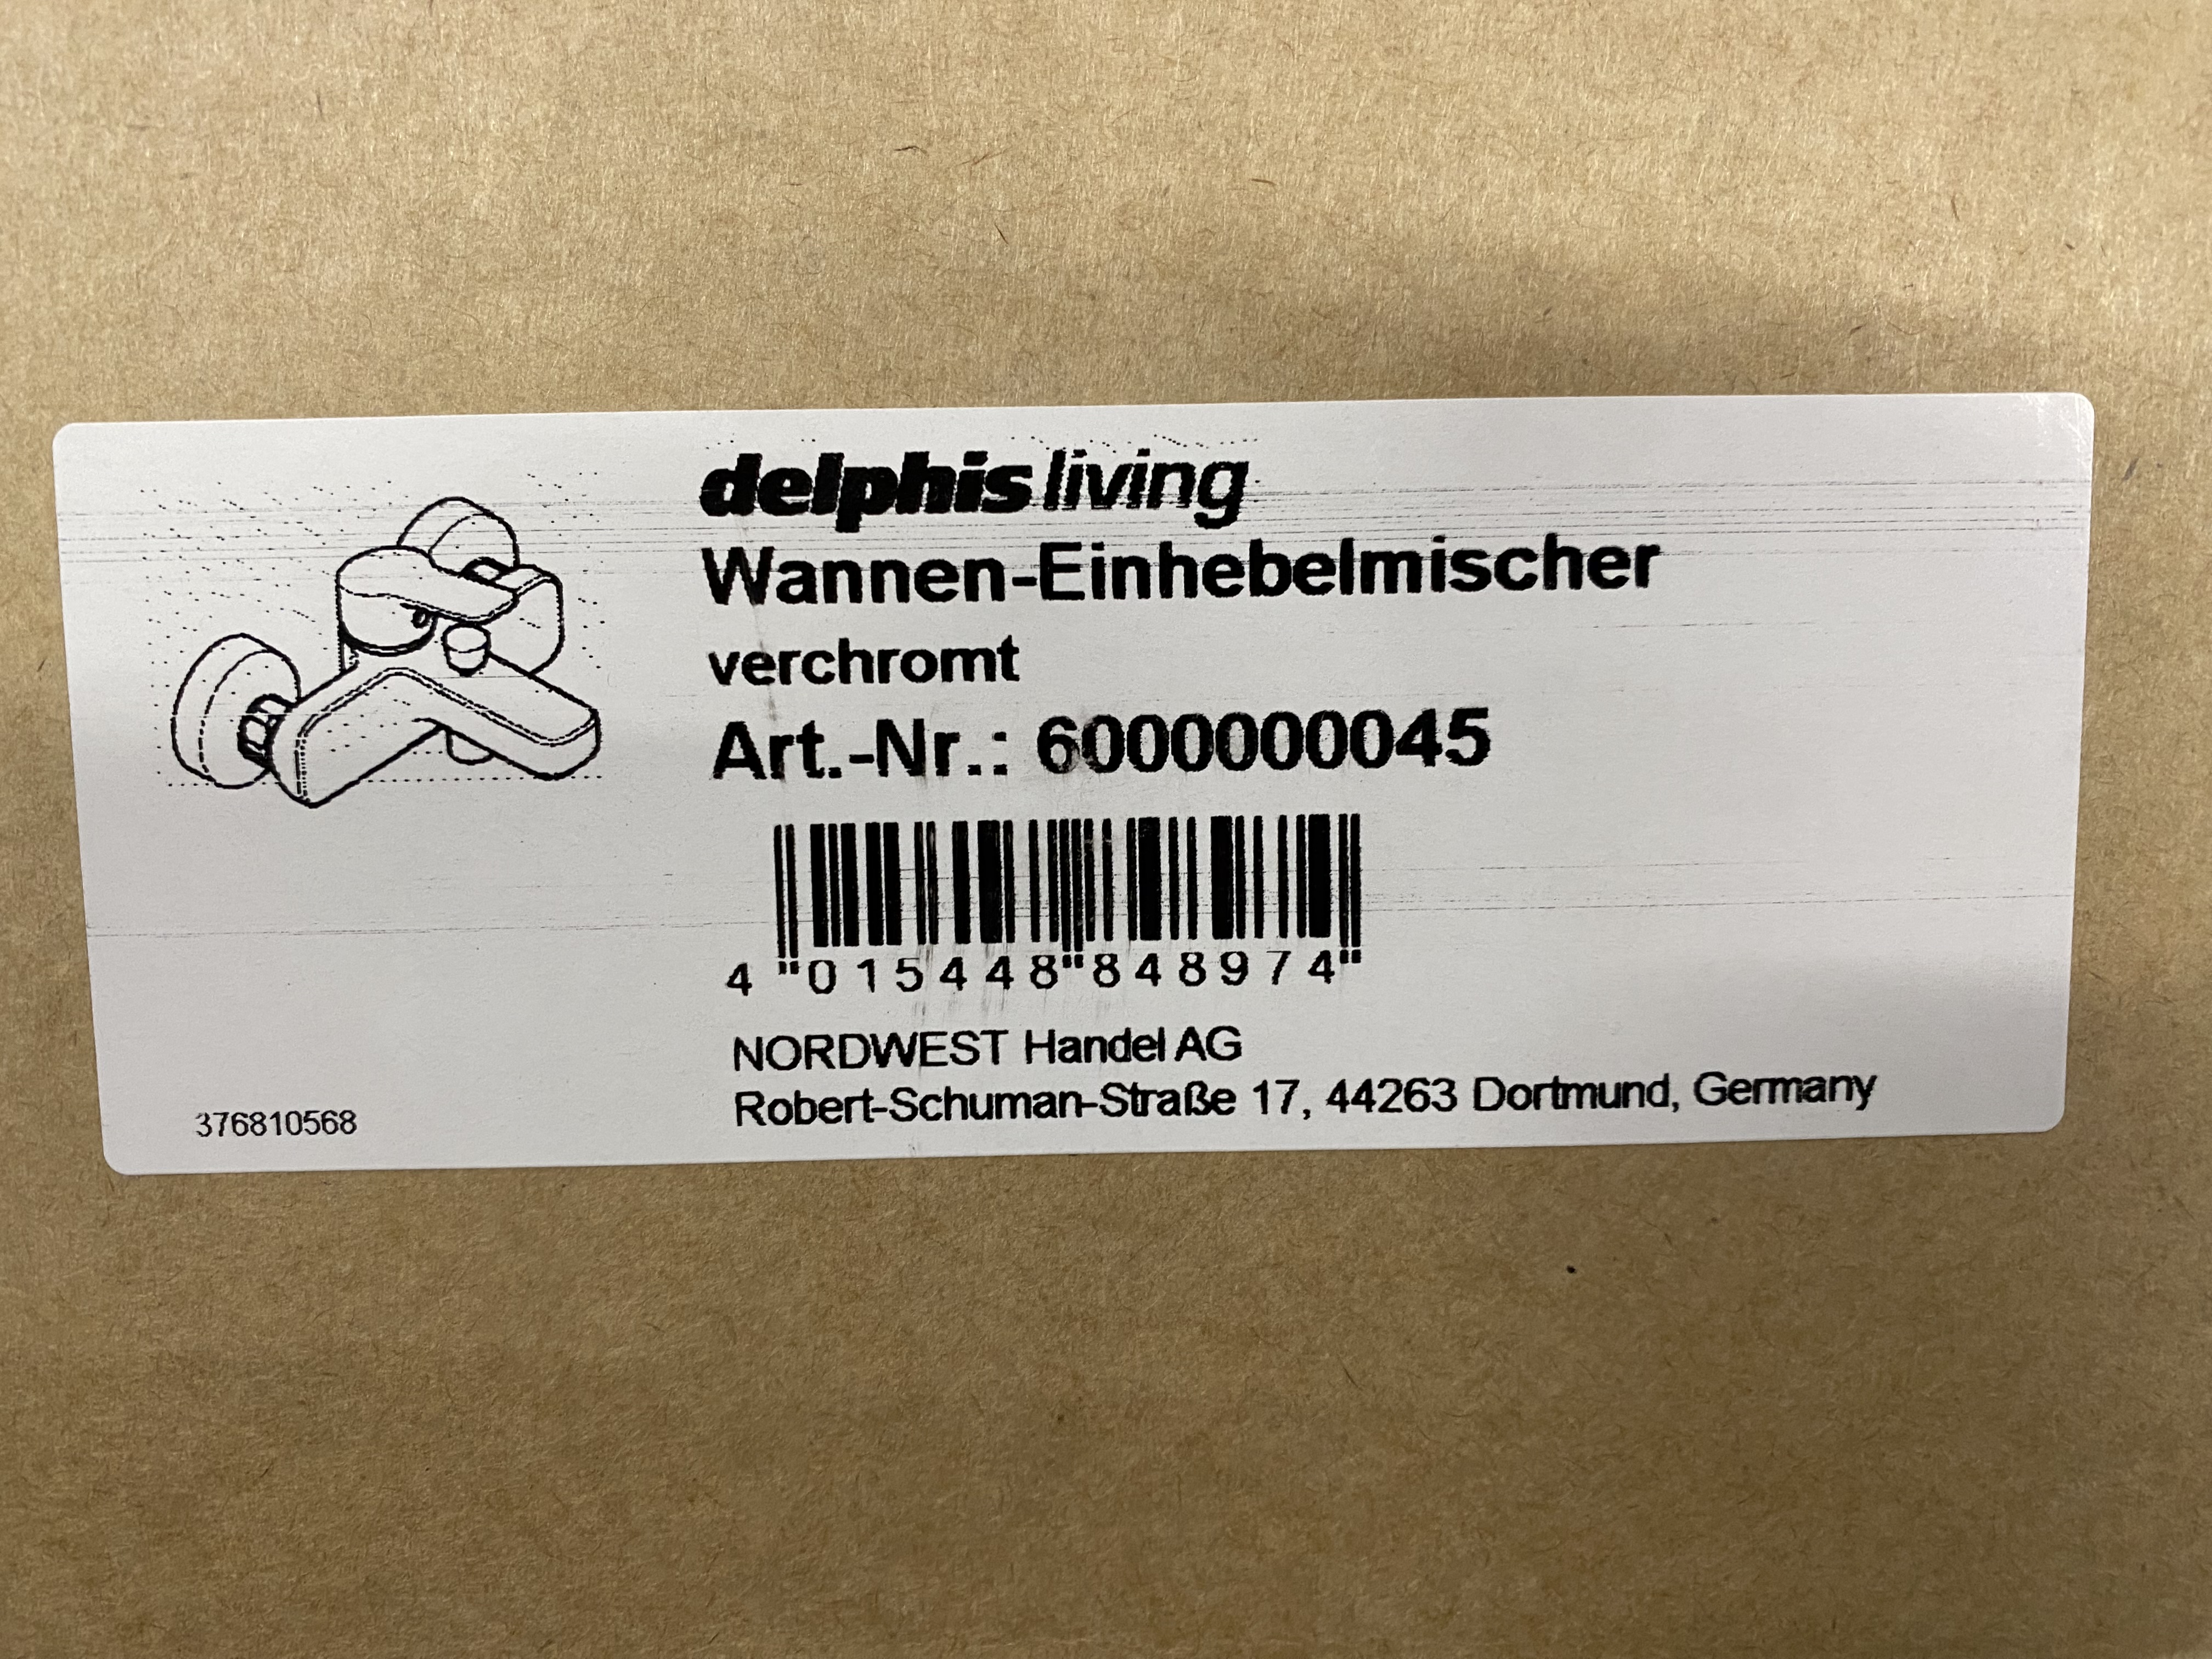 delphis living
Wannen-Einhebelmischer
verchromt
Art.-Nr.: 6000000045
4 "015448"848974"
NORDWEST Handel AG
Robert-Schuman-Straße 17, 44263 Dortmund, Germany
376810568